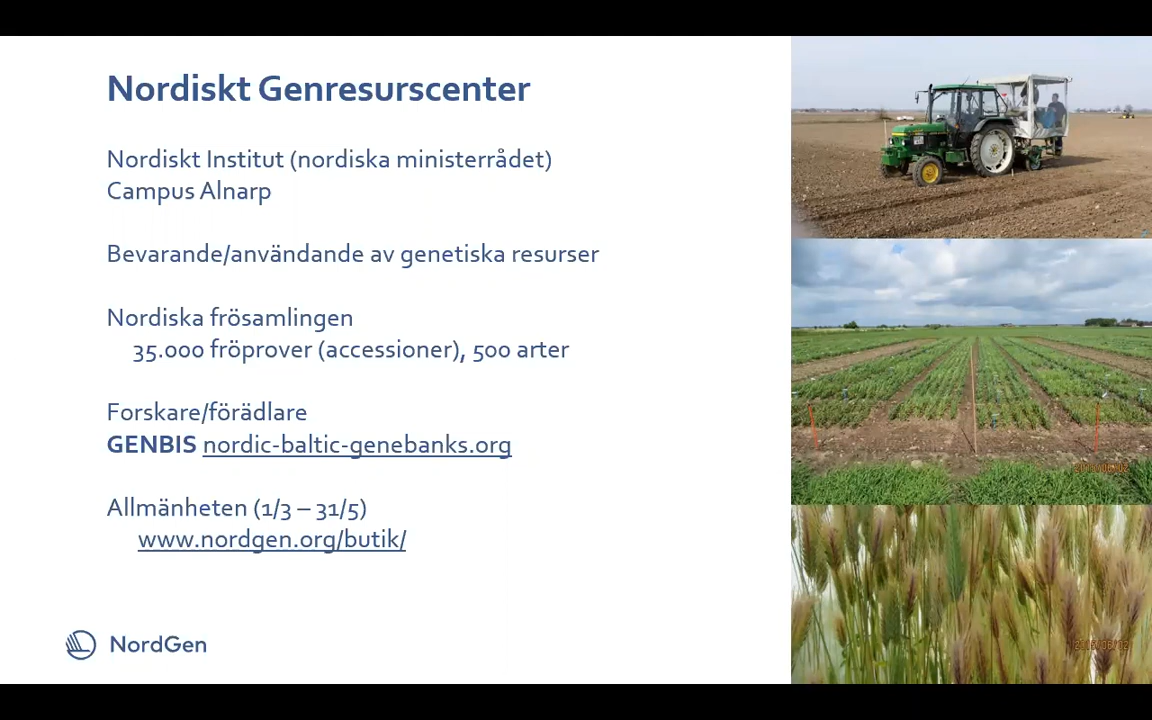 Nordiskt Genresurscenter
Nordiskt Institut (nordiska ministerrådet)
Campus Alnarp
Bevarande/användande av genetiska resurser
Nordiska frösamlingen
35.000 fröprover (accessioner), 500 arter
Forskare/förädlare
GENBIS nordic-baltic-genebanks.org
Allmänheten (1/3 – 31/5)
www.nordgen.org/butik/
NordGen